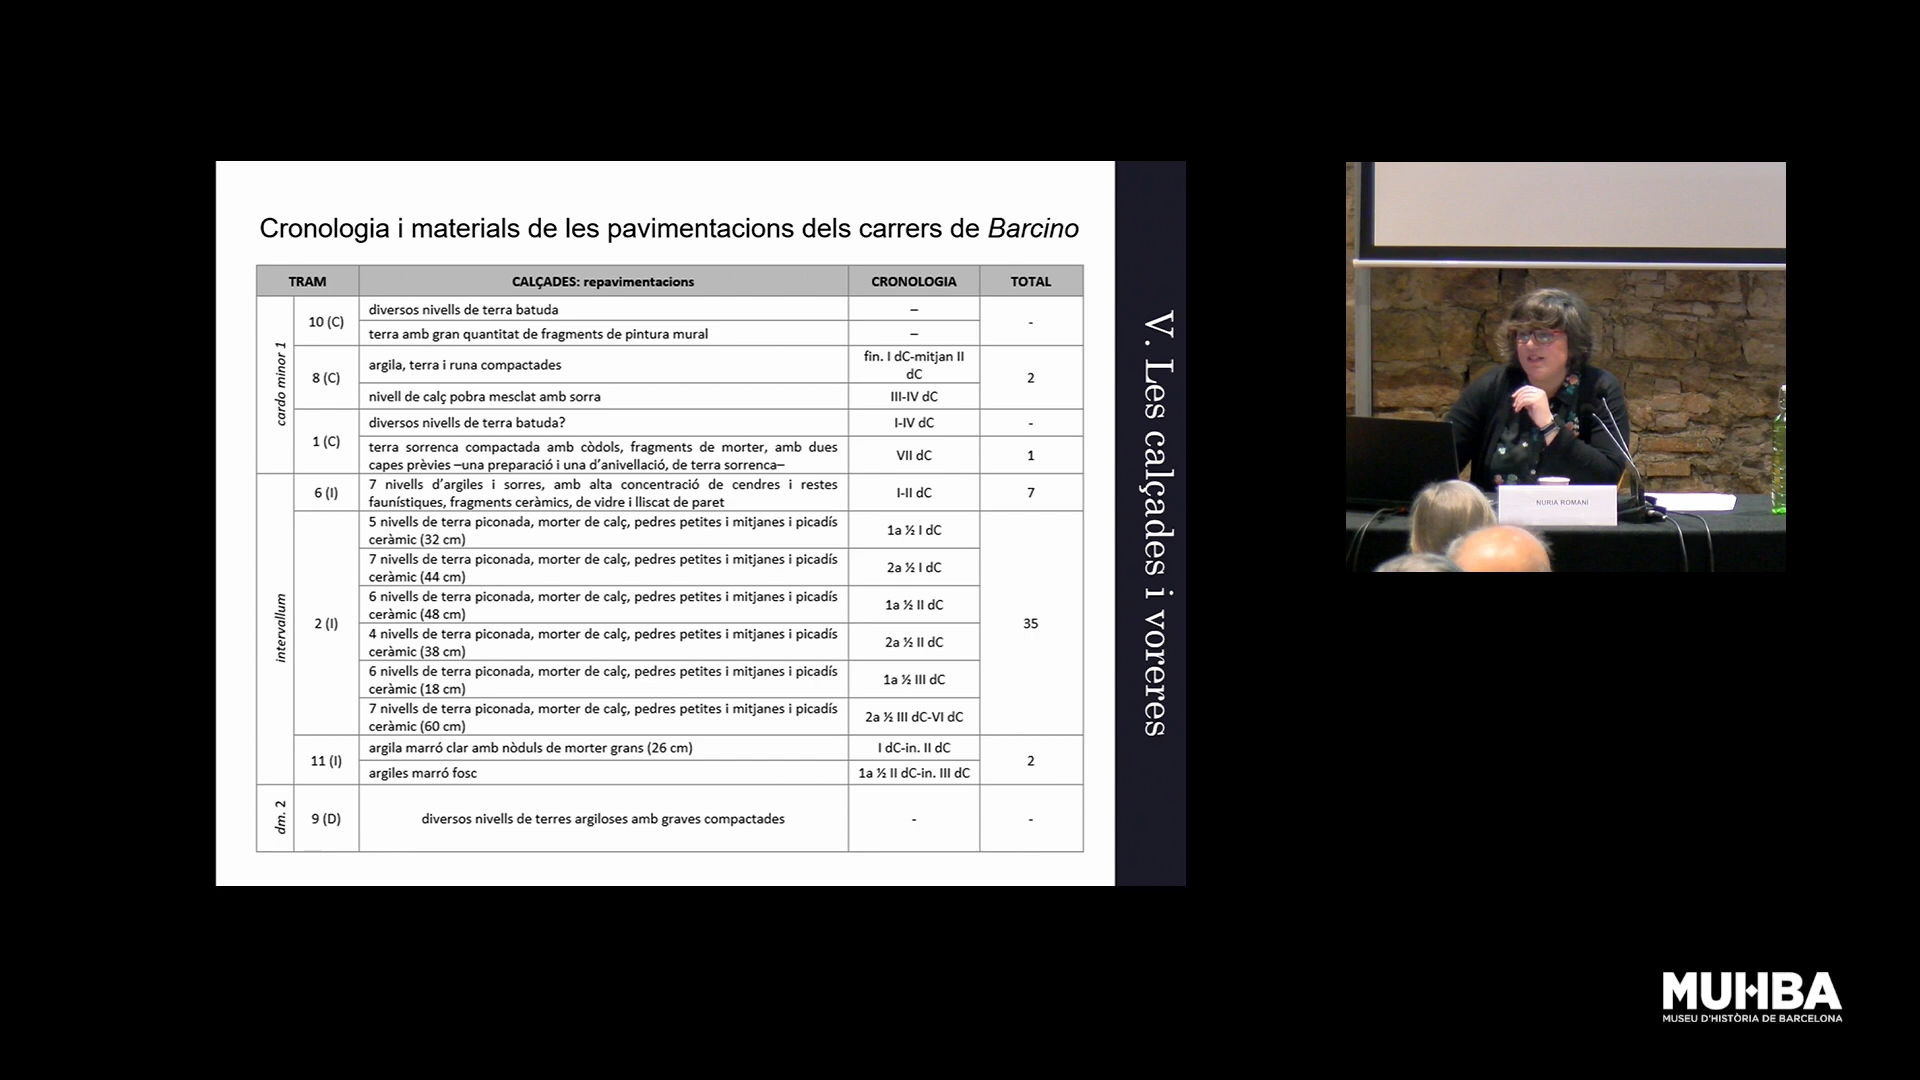 Cronologia i materials de les pavimentacions dels carrers de Barcino
TRAM CALÇADES: repavimentacions CRONOLOGIA TOTAL
cardo minor 1
10 (C) diversos nivells de terra batuda – -
terra amb gran quantitat de fragments de pintura mural –
8 (C) argila, terra i runa compactades fin. I dC-mitjan II dC 2
nivell de calç pobra mesclat amb sorra III-IV dC
1 (C) diversos nivells de terra batuda? I-IV dC -
terra sorrenca compactada amb còdols, fragments de morter, amb dues
capes prèvies –una preparació i una d'anivellació, de terra sorrenca– VII dC 1
intervallum
6 (I) 7 nivells d'argiles i sorres, amb alta concentració de cendres i restes
faunístiques, fragments ceràmics, de vidre i lliscat de paret I-II dC 7
2 (I) 5 nivells de terra piconada, morter de calç, pedres petites i mitjanes i picadís
ceràmic (32 cm) 1a ½ I dC 35
7 nivells de terra piconada, morter de calç, pedres petites i mitjanes i picadís
ceràmic (44 cm) 2a ½ I dC
6 nivells de terra piconada, morter de calç, pedres petites i mitjanes i picadís
ceràmic (48 cm) 1a ½ II dC
4 nivells de terra piconada, morter de calç, pedres petites i mitjanes i picadís
ceràmic (38 cm) 2a ½ II dC
6 nivells de terra piconada, morter de calç, pedres petites i mitjanes i picadís
ceràmic (18 cm) 1a ½ III dC
7 nivells de terra piconada, morter de calç, pedres petites i mitjanes i picadís
ceràmic (60 cm) 2a ½ III dC-VI dC
11 (I) argila marró clar amb nòduls de morter grans (26 cm) I dC-in. II dC 2
argiles marró fosc 1a ½ II dC-in. III dC
dm. 2
9 (D) diversos nivells de terres argiloses amb graves compactades - -
V. Les calçades i voreres
NURIA ROMANÍ
MUHBA
MUSEU D'HISTÒRIA DE BARCELONA